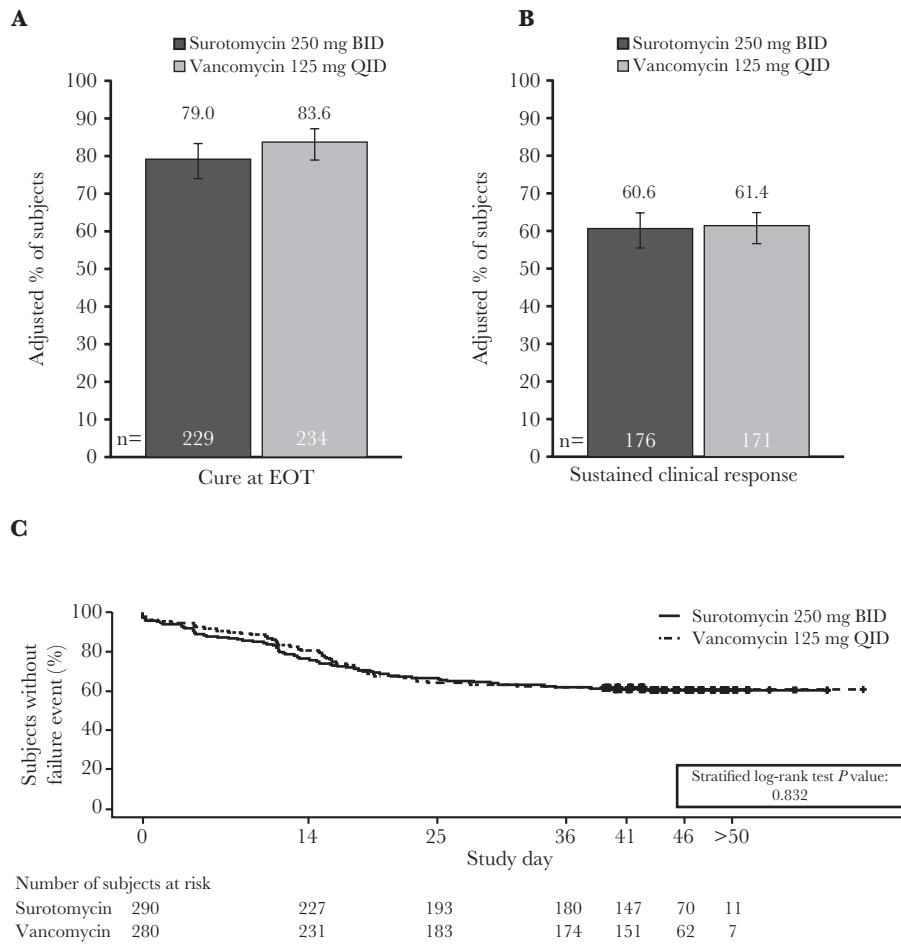 A
Surotomycin 250 mg BID
Vancomycin 125 mg QID
100
90
80
70
60
50
40
30
20
10
0
Adjusted % of subjects
79.0
83.6
n=
229
234
Cure at EOT
B
Surotomycin 250 mg BID
Vancomycin 125 mg QID
100
90
80
70
60
50
40
30
20
10
0
Adjusted % of subjects
60.6
61.4
n=
176
171
Sustained clinical response
C
Subjects without
failure event (%)
100
80
60
40
20
0
Surotomycin 250 mg BID
Vancomycin 125 mg QID
Stratified log-rank test P value:
0.832
0 14 25 36 41 46 >50
Study day
Number of subjects at risk
Surotomycin 290 227 193 180 147 70 11
Vancomycin 280 231 183 174 151 62 7